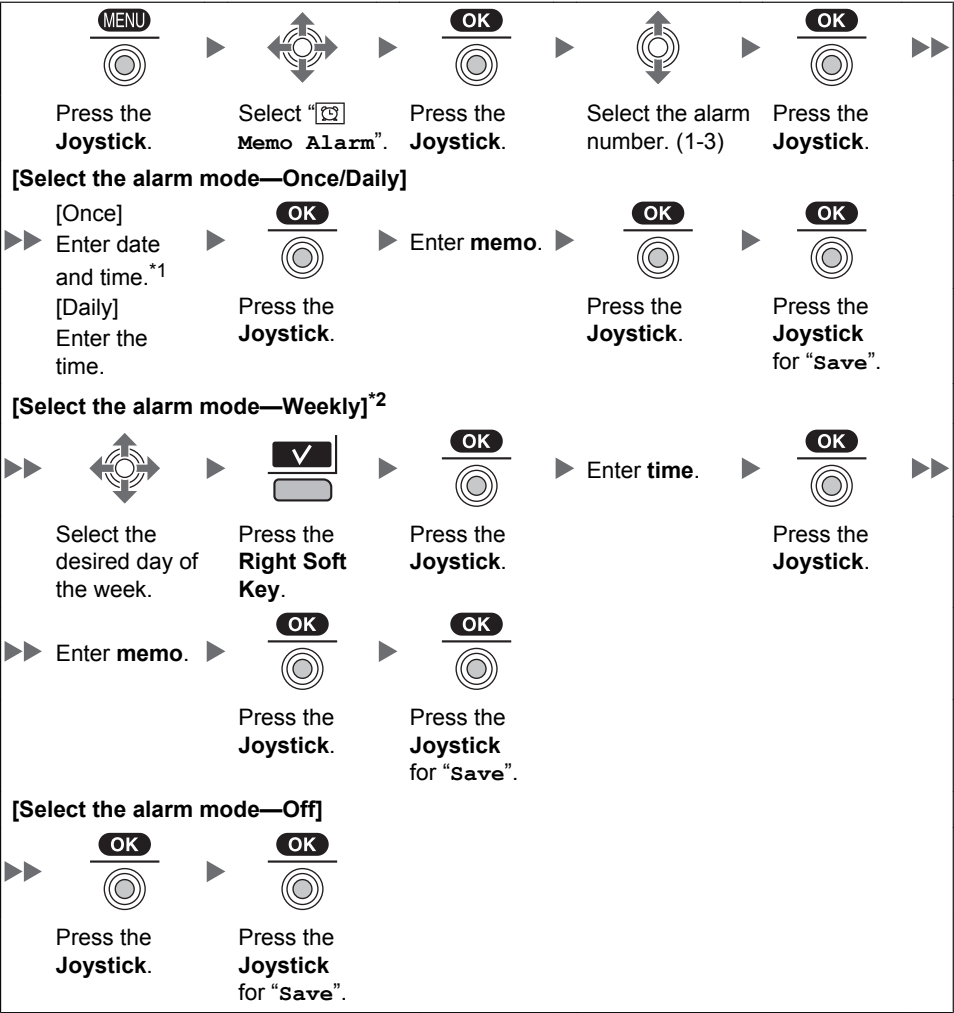 MENU OK OK
Press the Select “ Press the Select the alarm Press the
Joystick. Memo Alarm”. Joystick. number. (1-3) Joystick.
[Select the alarm mode—Once/Daily]
[Once] OK OK OK
Enter date Enter memo.
and time.*1
[Daily] Press the Press the Press the
Enter the Joystick. Joystick. Joystick
time. for “Save”.
[Select the alarm mode—Weekly]*2
OK OK
Enter time.
Select the Press the Press the Press the
desired day of Right Soft Joystick. Joystick.
the week. Key.
OK OK
Enter memo.
Press the Press the
Joystick. Joystick
for “Save”.
[Select the alarm mode—Off]
OK OK
Press the Press the
Joystick. Joystick
for “Save”.